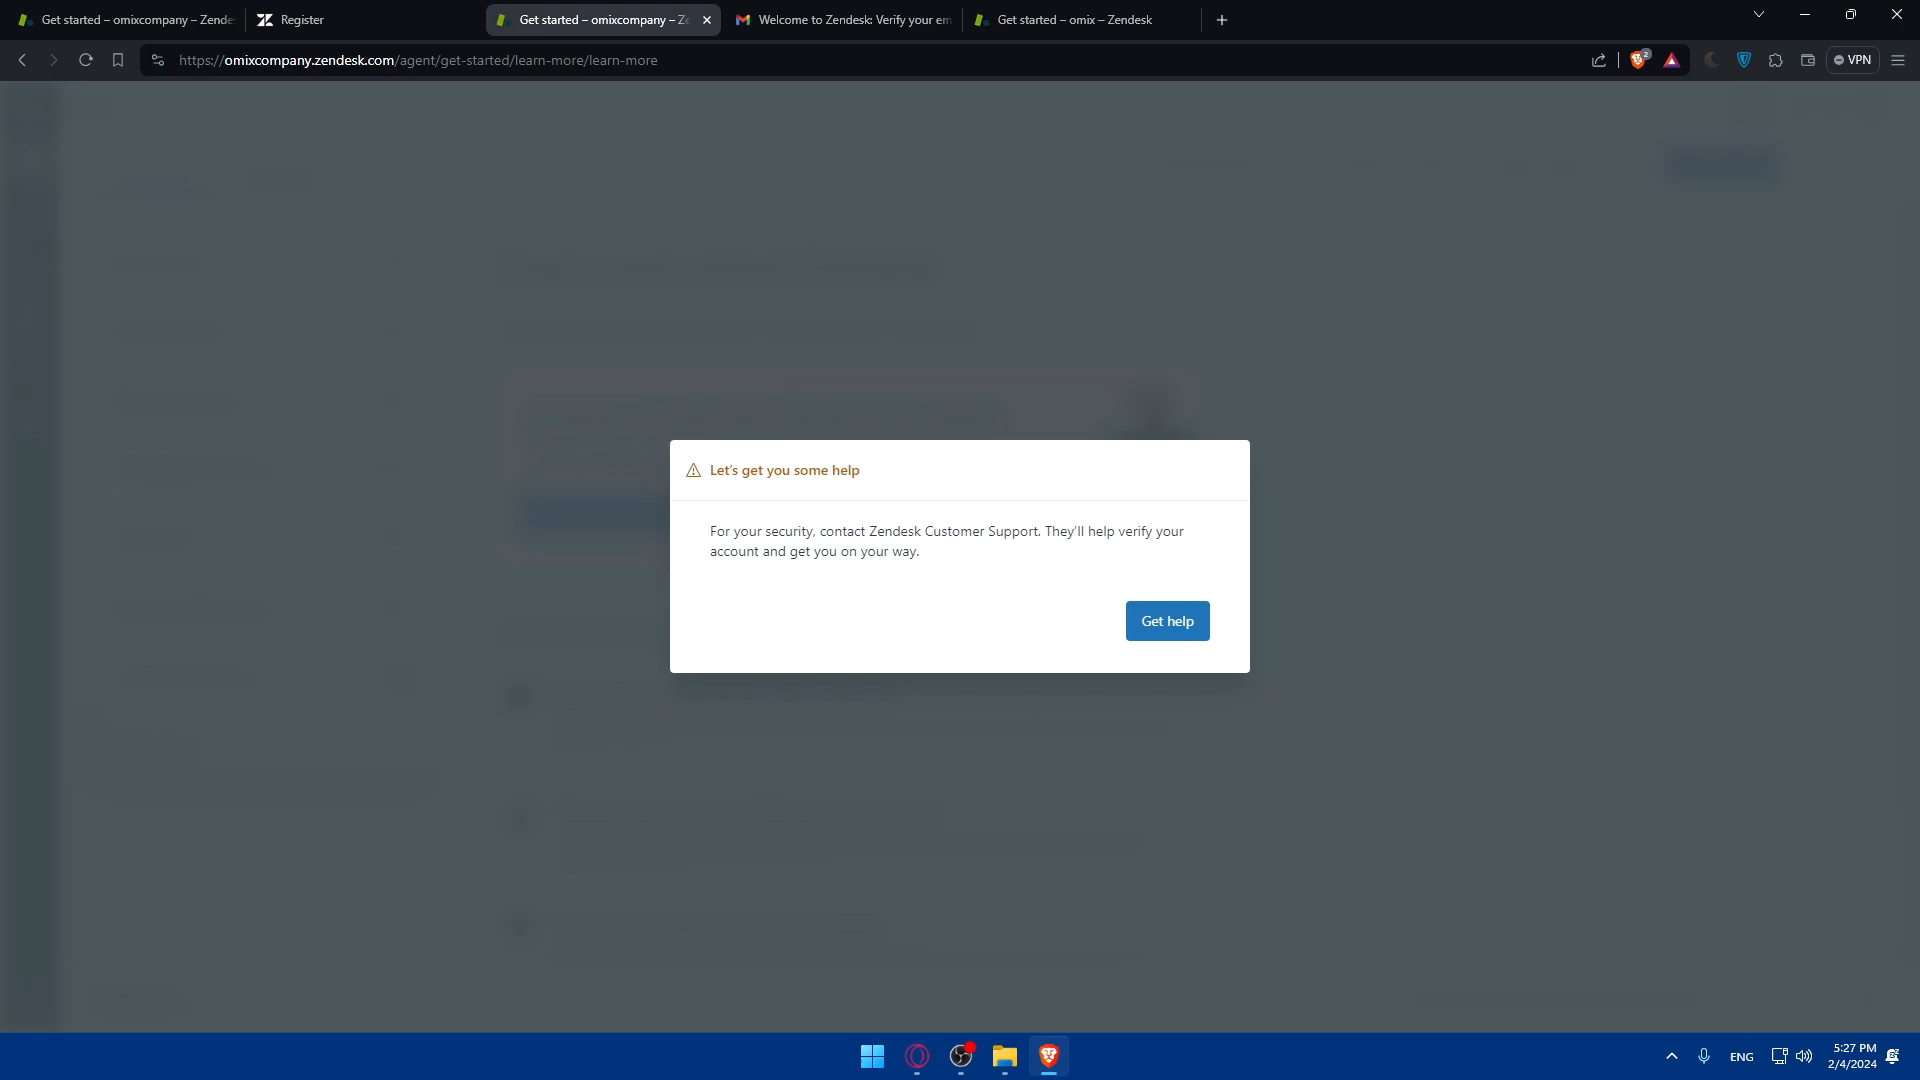 Get started – omixcompany – Zende
Register
Get started – omixcompany – Ze
Welcome to Zendesk: Verify your em
Get started – omix – Zendesk
https://omixcompany.zendesk.com/agent/get-started/learn-more/learn-more
2
VPN
Let's get you some help
For your security, contact Zendesk Customer Support. They'll help verify your
account and get you on your way.
Get help
ENG
5:27 PM
2/4/2024